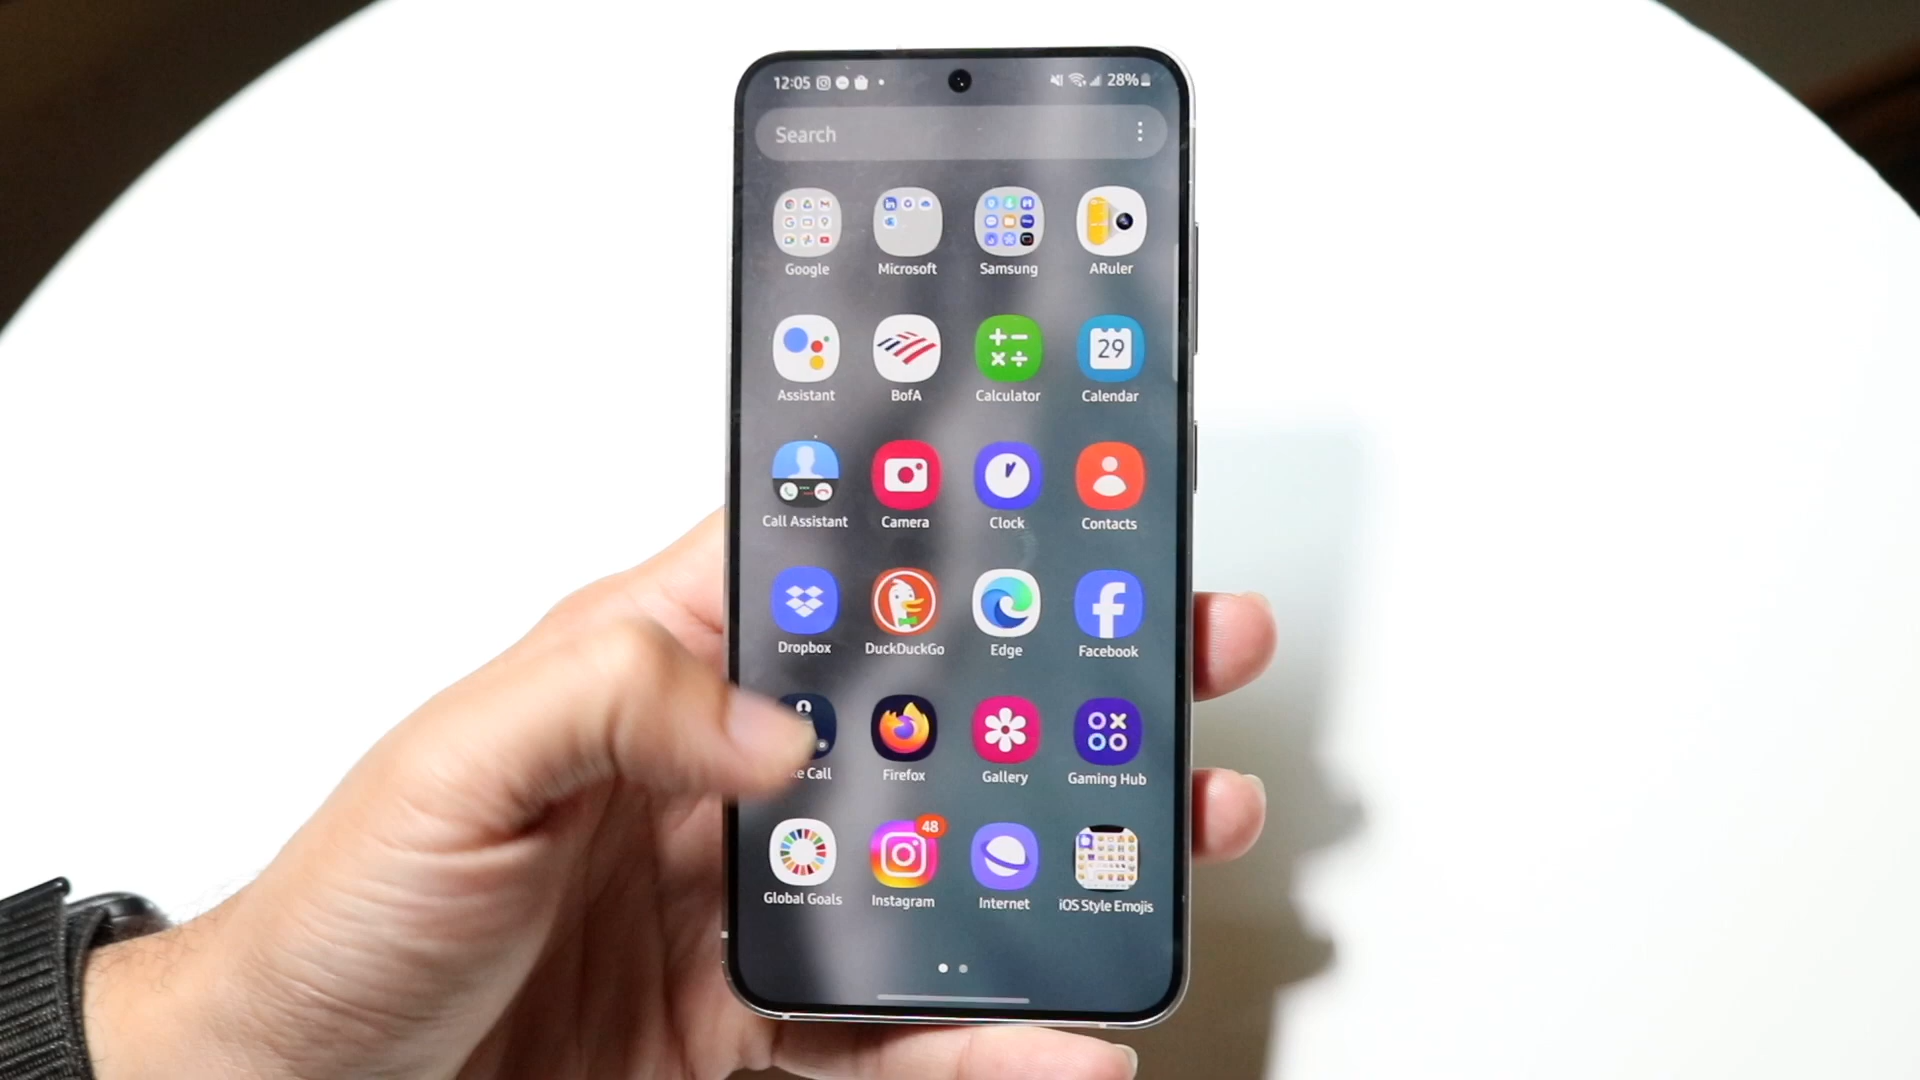 12:05
28%
Search
Google Microsoft Samsung ARuler
Assistant BofA Calculator Calendar
29
Call Assistant Camera Clock Contacts
Dropbox DuckDuckGo Edge Facebook
ke Call Firefox Gallery Gaming Hub
48
Global Goals Instagram Internet iOS Style Emojis